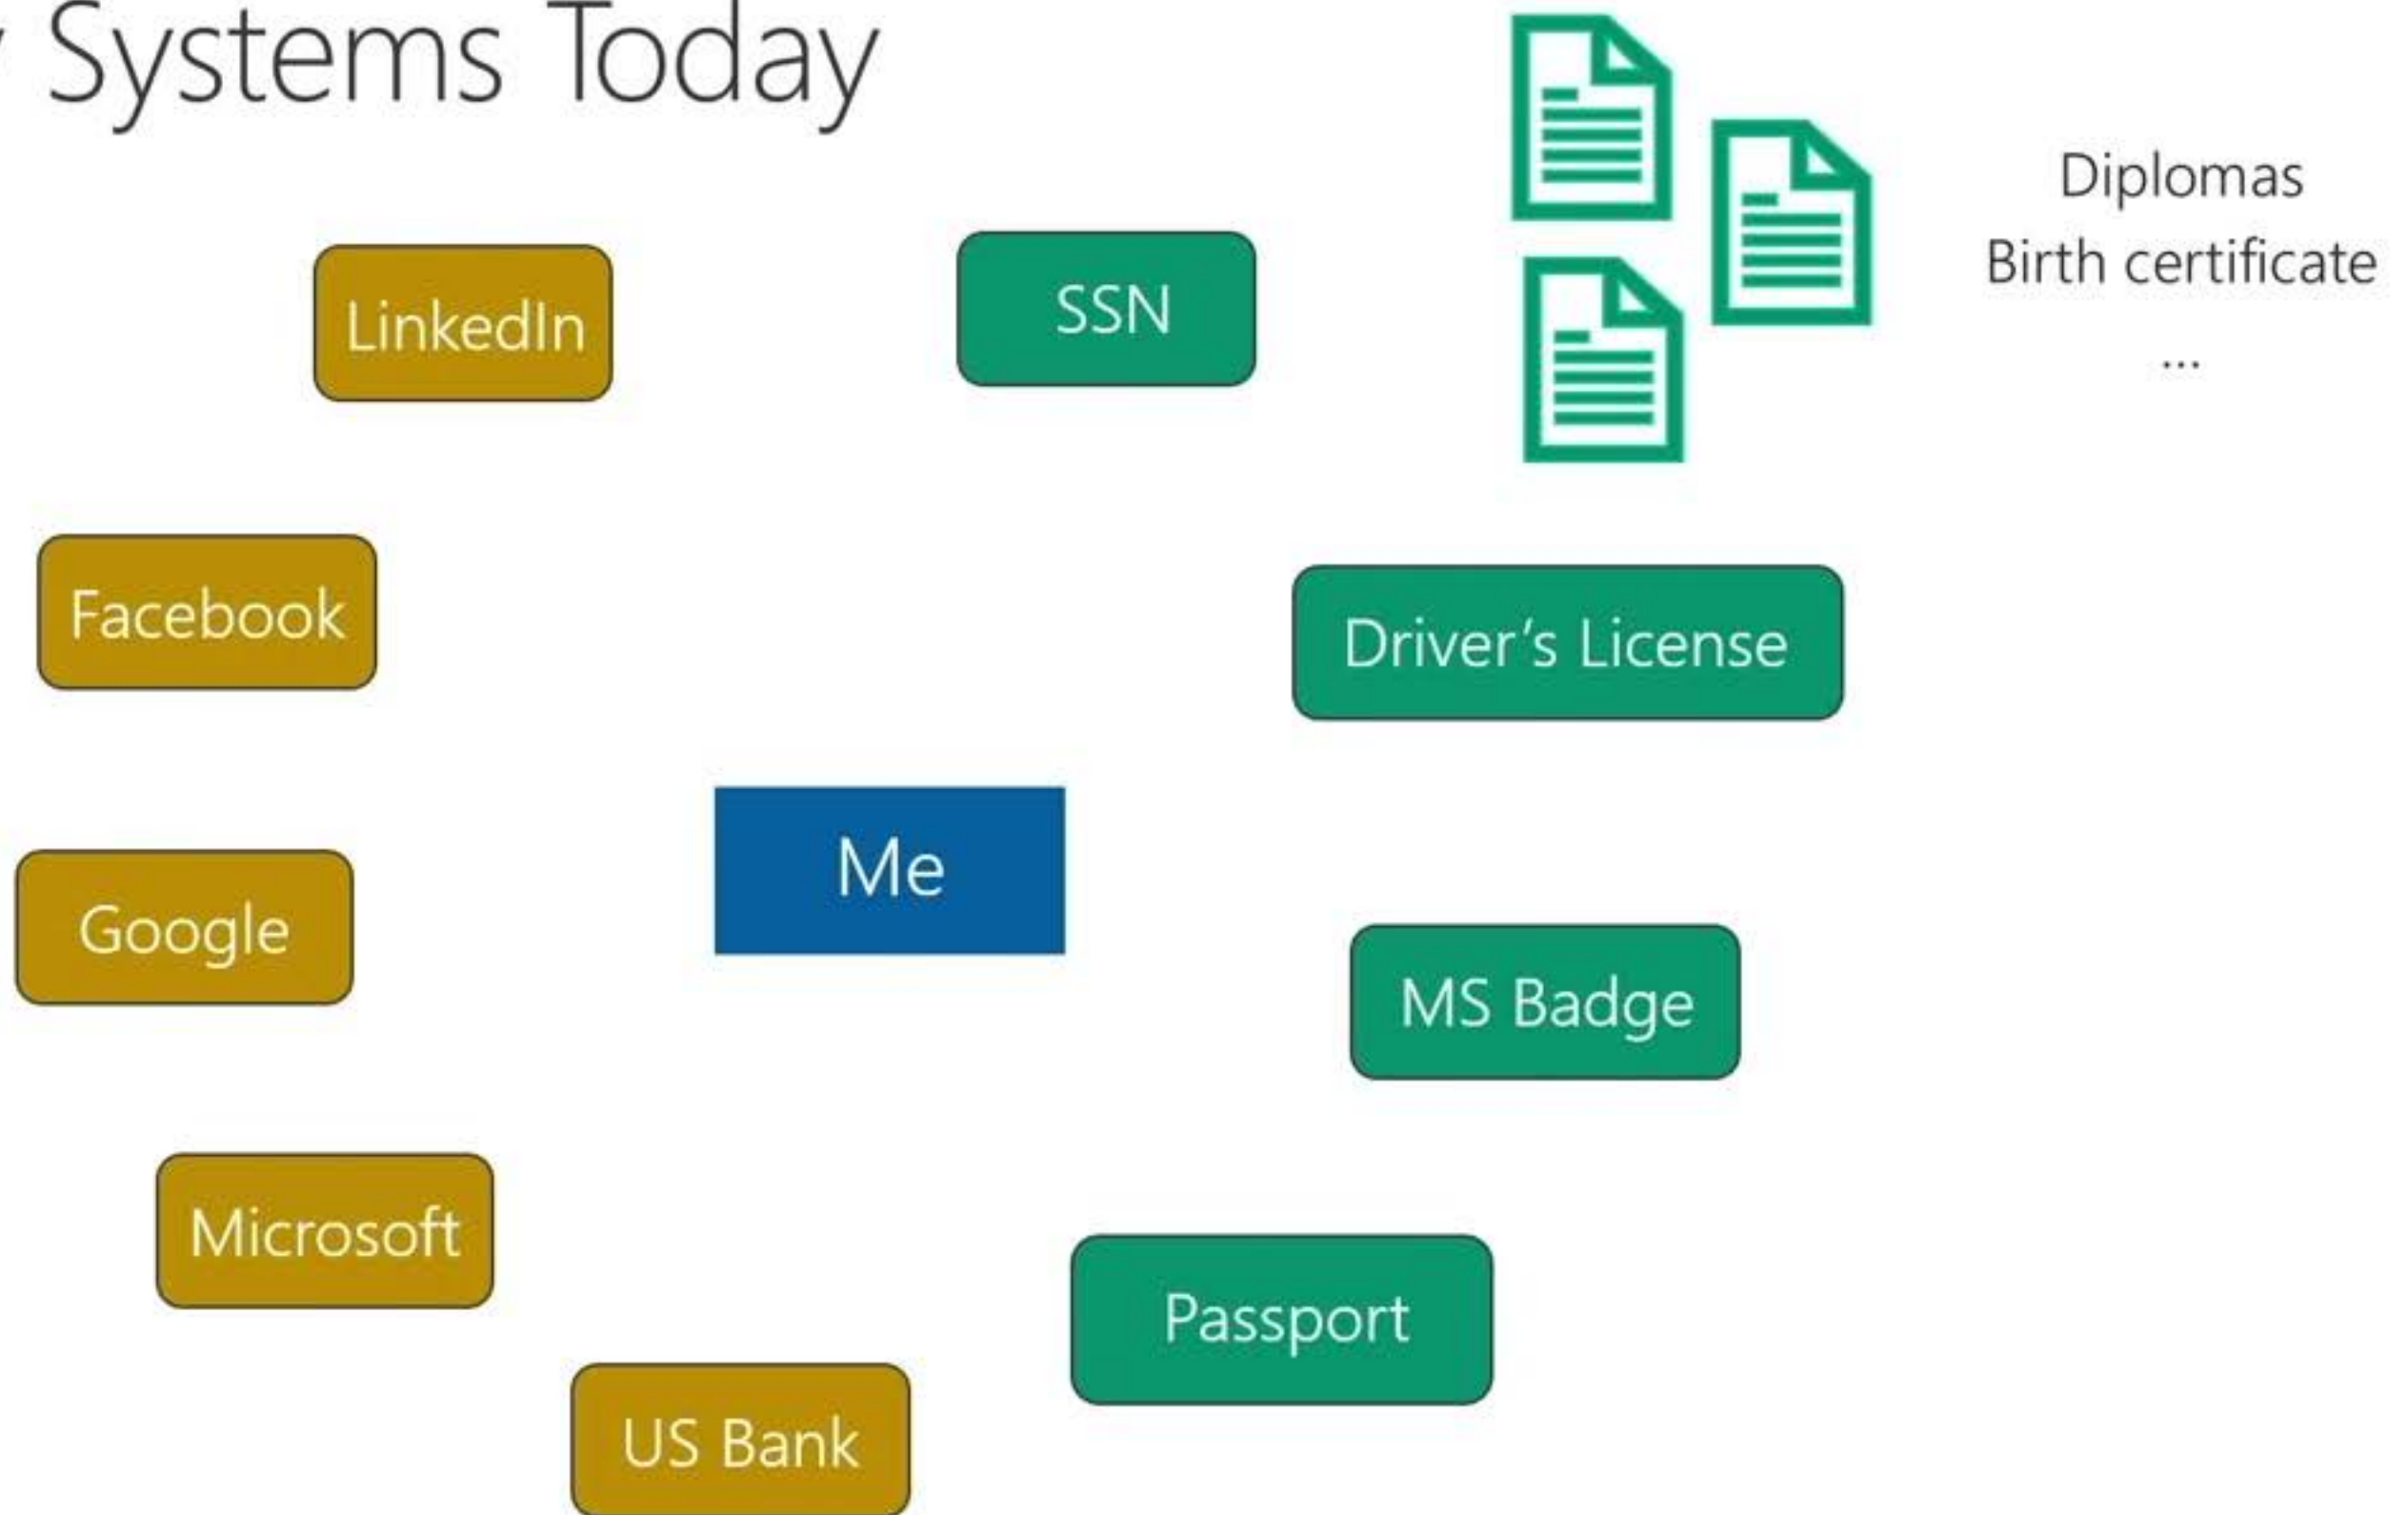 Systems Today
Diplomas
Birth certificate
...
LinkedIn
SSN
Facebook
Driver's License
Me
Google
MS Badge
Microsoft
Passport
US Bank